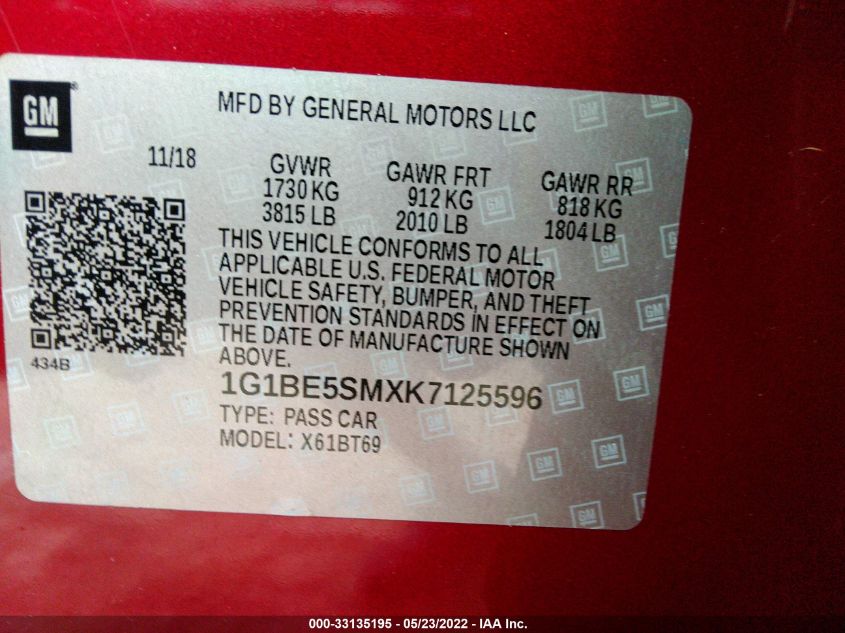 GM
MFD BY GENERAL MOTORS LLC
11/18
GVWR
1730 KG
3815 LB
GAWR FRT
912 KG
2010 LB
GAWR RR
818 KG
1804 LB
THIS VEHICLE CONFORMS TO ALL
APPLICABLE U.S. FEDERAL MOTOR
VEHICLE SAFETY, BUMPER, AND THEFT
PREVENTION STANDARDS IN EFFECT ON
THE DATE OF MANUFACTURE SHOWN
ABOVE.
434B
1G1BE5SMXK7125596
TYPE: PASS CAR
MODEL: X61BT69
000-33135195 - 05/23/2022 - IAA Inc.